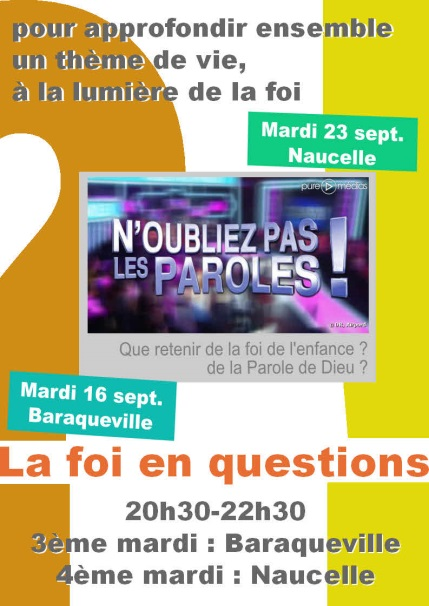 pour approfondir ensemble
un thème de vie,
à la lumière de la foi
Mardi 23 sept.
Naucelle
pure médias
N'OUBLIEZ PAS
LES PAROLES !
Que retenir de la foi de l'enfance ?
de la Parole de Dieu ?
Mardi 16 sept.
Baraqueville
La foi en questions
20h30-22h30
3ème mardi : Baraqueville
4ème mardi : Naucelle